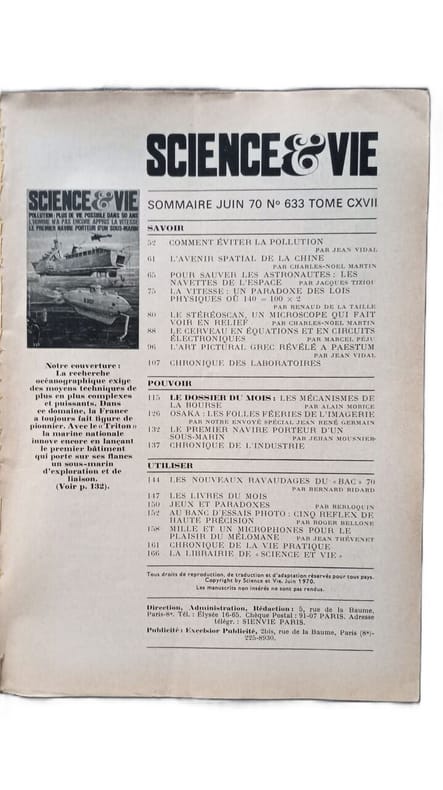 SCIENCE & VIE
SOMMAIRE JUIN 70 No 633 TOME CXVII
SCIENCE & VIE
POLLUTION : PLUS DE VIE POSSIBLE DANS 50 ANS
L'HOMME N'A PAS ENCORE APPRIS LA VITESSE
LE PREMIER NAVIRE PORTEUR D'UN SOUS-MARIN
Notre couverture :
La recherche
océanographique exige
des moyens techniques de
plus en plus complexes
et puissants. Dans
ce domaine, la France
a toujours fait figure de
pionnier. Avec le «Triton»
la marine nationale
innove encore en lançant
le premier bâtiment
qui porte sur ses flancs
un sous-marin
d'exploration et de
liaison.
(Voir p. 132).
SAVOIR
52 COMMENT ÉVITER LA POLLUTION
PAR JEAN VIDAL
61 L'AVENIR SPATIAL DE LA CHINE
PAR CHARLES-NOEL MARTIN
65 POUR SAUVER LES ASTRONAUTES : LES
NAVETTES DE L'ESPACE PAR JACQUES TIZIOU
75 LA VITESSE : UN PARADOXE DES LOIS
PHYSIQUES OÙ 140 = 100 × 2
PAR RENAUD DE LA TAILLE
80 LE STÉRÉOSCAN, UN MICROSCOPE QUI FAIT
VOIR EN RELIEF PAR CHARLES-NOEL MARTIN
88 LE CERVEAU EN ÉQUATIONS ET EN CIRCUITS
ÉLECTRONIQUES PAR MARCEL PÉJU
96 L'ART PICTURAL GREC RÉVÉLÉ A PAESTUM
PAR JEAN VIDAL
107 CHRONIQUE DES LABORATOIRES
POUVOIR
115 LE DOSSIER DU MOIS : LES MÉCANISMES DE
LA BOURSE PAR ALAIN MORICE
126 OSAKA : LES FOLLES FÉERIES DE L'IMAGERIE
PAR NOTRE ENVOYÉ SPÉCIAL JEAN RENÉ GERMAIN
132 LE PREMIER NAVIRE PORTEUR D'UN
SOUS-MARIN PAR JEHAN MOUSNIER
137 CHRONIQUE DE L'INDUSTRIE
UTILISER
144 LES NOUVEAUX RAVAUDAGES DU «BAC» 70
PAR BERNARD RIDARD
147 LES LIVRES DU MOIS
150 JEUX ET PARADOXES PAR BERLOQUIN
152 AU BANC D'ESSAIS PHOTO : CINQ REFLEX DE
HAUTE PRÉCISION PAR ROGER BELLONE
158 MILLE ET UN MICROPHONES POUR LE
PLAISIR DU MÉLOMANE PAR JEAN THÉVENET
161 CHRONIQUE DE LA VIE PRATIQUE
166 LA LIBRAIRIE DE «SCIENCE ET VIE»
Tous droits de reproduction, de traduction et d'adaptation réservés pour tous pays.
Copyright by Science et Vie, Juin 1970.
Les manuscrits non insérés ne sont pas rendus.
Direction, Administration, Rédaction : 5, rue de la Baume,
Paris-8e. Tél. : Élysée 16-65. Chèque Postal : 91-07 PARIS. Adresse
télégr. : SIENVIE PARIS.
Publicité : Excelsior Publicité, 2bis, rue de la Baume, Paris (8e)-
225-8930.